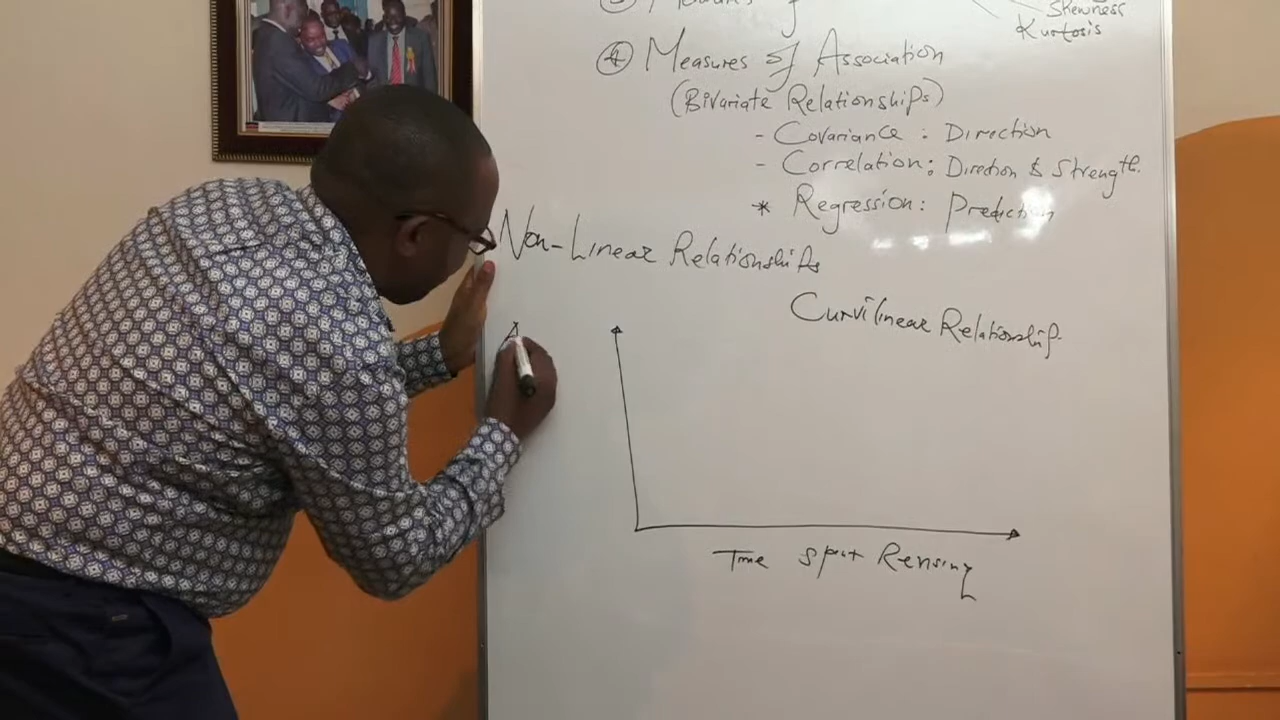 Skewness
Kurtosis
④ Measures of Association
(Bivariate Relationships)
- Covariance: Direction
- Correlation: Direction & Strength.
* Regression: Prediction
Non-Linear Relationships
Curvilinear Relationship.
A
Time Spent